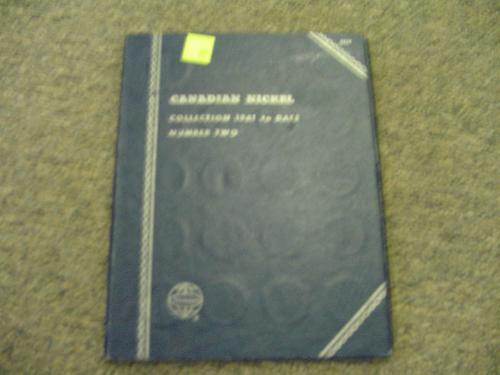 CANADIAN NICKEL
COLLECTION 1961 to DATE
NUMBER TWO